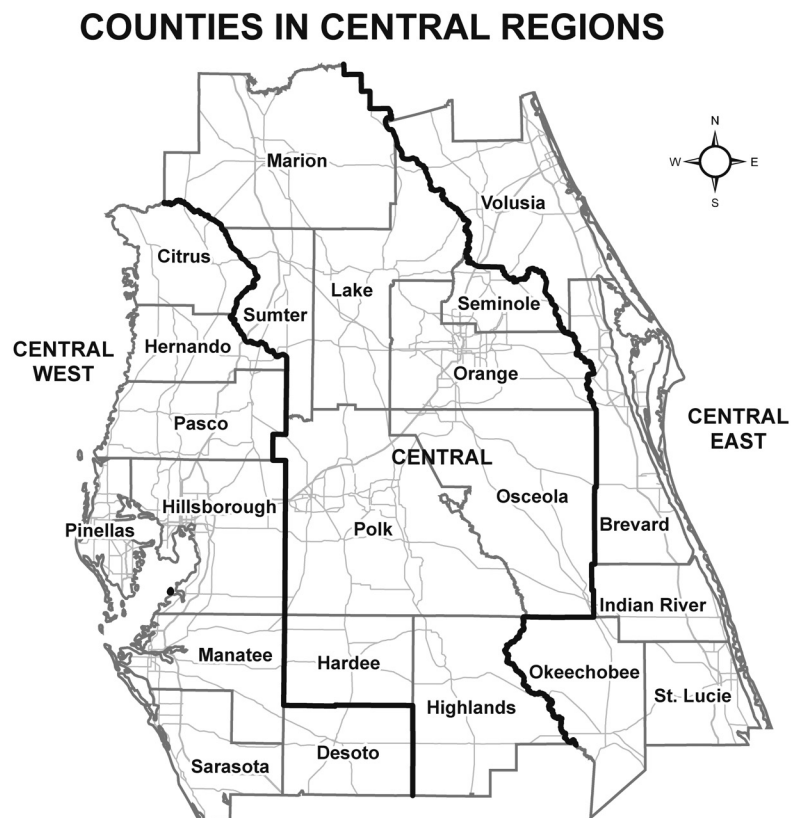 COUNTIES IN CENTRAL REGIONS
N
W
E
S
Marion
Volusia
Citrus
Lake
Seminole
Sumter
Hernando
CENTRAL
WEST
Orange
Pasco
CENTRAL
EAST
CENTRAL
Osceola
Hillsborough
Pinellas
Polk
Brevard
Indian River
Manatee
Hardee
Okeechobee
St. Lucie
Highlands
Desoto
Sarasota